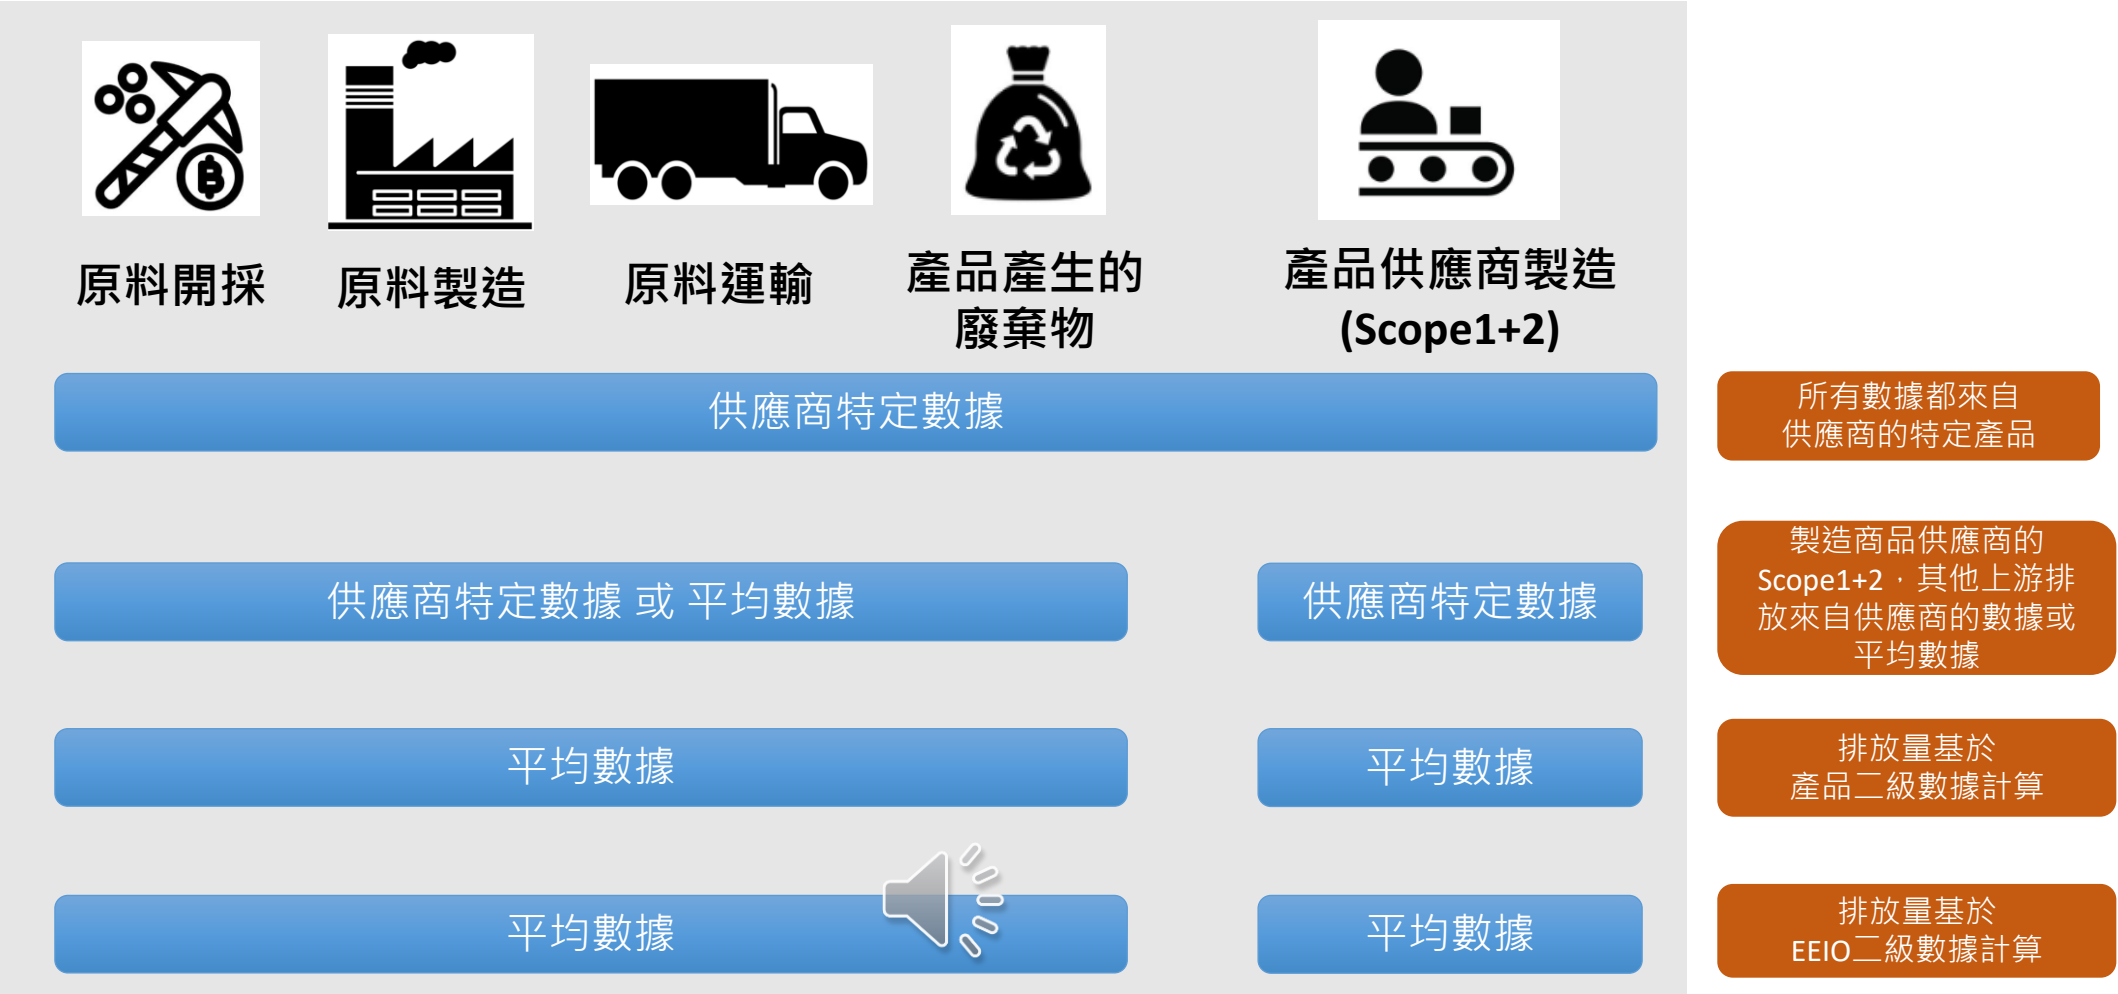 原料開採
原料製造
原料運輸
產品產生的
廢棄物
產品供應商製造
(Scope1+2)
供應商特定數據
所有數據都來自
供應商的特定產品
供應商特定數據 或 平均數據
供應商特定數據
製造商品供應商的
Scope1+2，其他上游排
放來自供應商的數據或
平均數據
平均數據
平均數據
排放量基於
產品二級數據計算
平均數據
平均數據
排放量基於
EEIO二級數據計算